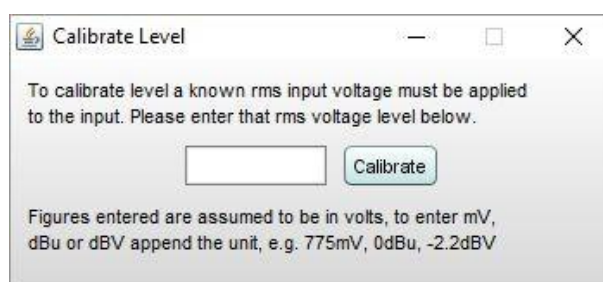 Calibrate Level
To calibrate level a known rms input voltage must be applied
to the input. Please enter that rms voltage level below.
Calibrate
Figures entered are assumed to be in volts, to enter mV,
dBu or dBV append the unit, e.g. 775mV, 0dBu, -2.2dBV